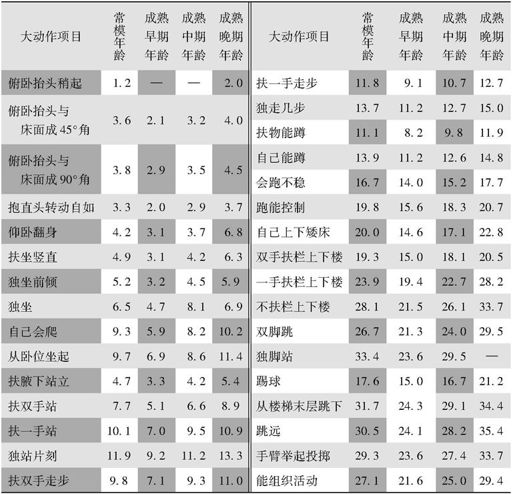 大动作项目 常模年龄 成熟早期年龄 成熟中期年龄 成熟晚期年龄
俯卧抬头稍起 1.2 — — 2.0
俯卧抬头与
床面成45°角 3.6 2.1 3.2 4.0
俯卧抬头与
床面成90°角 3.8 2.9 3.5 4.5
抱直头转动自如 3.3 2.0 2.9 3.7
仰卧翻身 4.2 3.1 3.7 6.8
扶坐竖直 4.9 3.1 4.2 6.3
独坐前倾 5.2 3.2 4.5 5.9
独坐 6.5 4.7 8.1 6.9
自己会爬 9.3 5.9 8.2 10.2
从卧位坐起 9.7 6.9 8.6 11.4
扶腋下站立 4.7 3.3 4.2 5.4
扶双手站 7.7 5.1 6.6 8.9
扶一手站 10.1 7.0 9.5 10.9
独站片刻 11.9 9.2 11.2 13.3
扶双手走步 9.8 7.1 9.3 11.0
大动作项目 常模年龄 成熟早期年龄 成熟中期年龄 成熟晚期年龄
扶一手走步 11.8 9.1 10.7 12.7
独走几步 13.7 11.2 12.7 15.0
扶物能蹲 11.1 8.2 9.8 11.9
自己能蹲 13.9 11.2 12.6 14.8
会跑不稳 16.7 14.0 15.2 17.7
跑能控制 19.8 15.6 18.3 20.7
自己上下矮床 20.0 14.6 17.1 22.8
双手扶栏上下楼 19.3 15.0 18.1 20.5
一手扶栏上下楼 23.9 19.4 22.7 28.2
不扶栏上下楼 28.1 21.5 26.1 33.7
双脚跳 26.7 21.3 24.0 29.5
独脚站 33.4 23.6 29.5 —
踢球 17.6 15.0 16.7 21.2
从楼梯末层跳下 31.7 24.3 29.1 34.4
跳远 30.5 24.1 28.2 35.4
手臂举起投掷 29.3 23.6 27.4 33.7
能组织活动 27.1 21.6 25.0 29.4